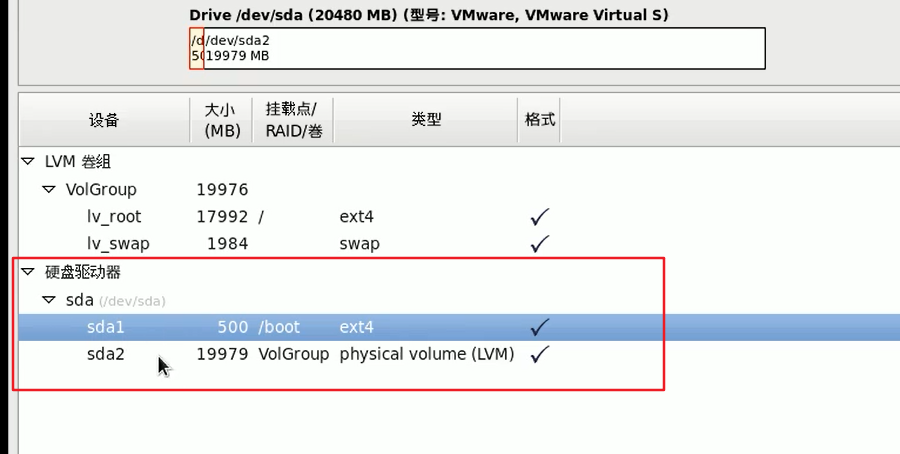 Drive /dev/sda (20480 MB) (型号: VMware, VMware Virtual S)
/d/dev/sda2
5019979 MB
设备 大小 (MB) 挂载点/ RAID/卷 类型 格式
LVM 卷组
VolGroup 19976
lv_root 17992 / ext4
lv_swap 1984 swap
硬盘驱动器
sda (/dev/sda)
sda1 500 /boot ext4
sda2 19979 VolGroup physical volume (LVM)